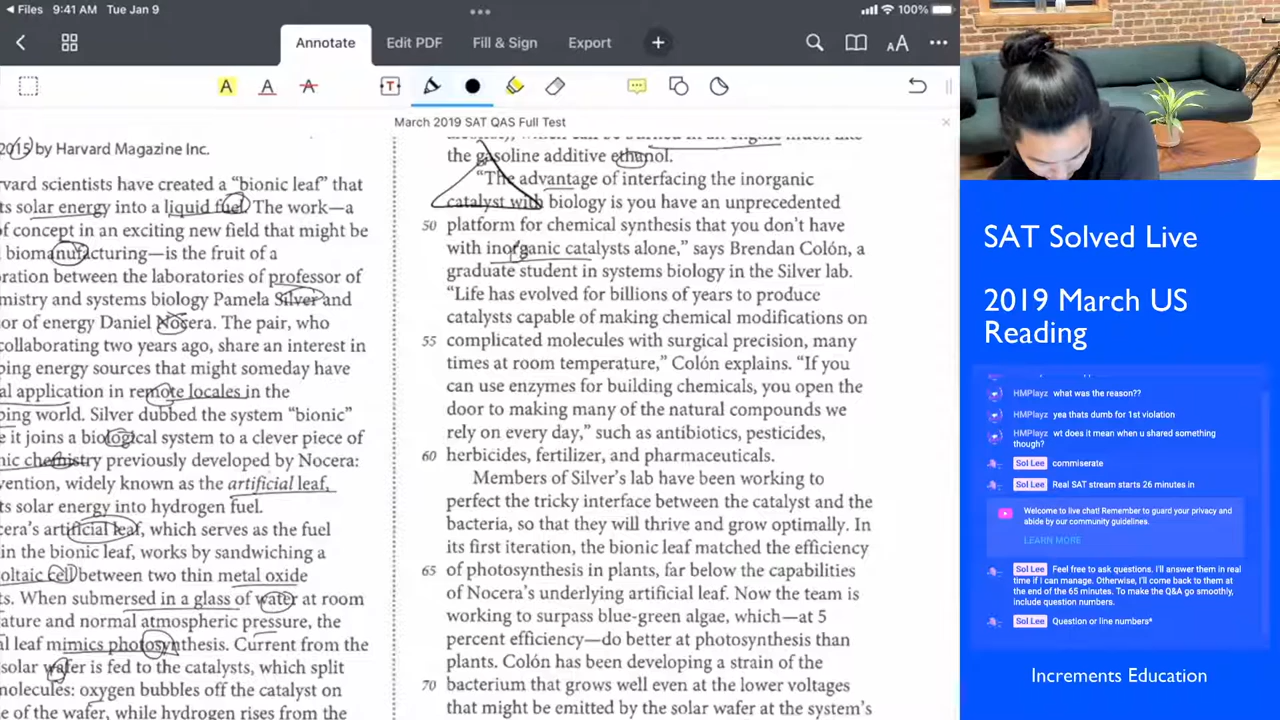 Files 9:41 AM Tue Jan 9
100%
Annotate
Edit PDF
Fill & Sign
Export
March 2019 SAT QAS Full Test
2015 by Harvard Magazine Inc.
rvard scientists have created a “bionic leaf” that
ts solar energy into a liquid fuel. The work—a
of concept in an exciting new field that might be
biomanufacturing—is the fruit of a
oration between the laboratories of professor of
mistry and systems biology Pamela Silver and
or of energy Daniel Nocera. The pair, who
collaborating two years ago, share an interest in
ping energy sources that might someday have
al application in remote locales in the
ping world. Silver dubbed the system “bionic”
e it joins a biological system to a clever piece of
nic chemistry previously developed by Nocera:
vention, widely known as the artificial leaf,
ts solar energy into hydrogen fuel.
cera’s artificial leaf, which serves as the fuel
in the bionic leaf, works by sandwiching a
oltaic cell between two thin metal oxide
ts. When submersed in a glass of water at room
ature and normal atmospheric pressure, the
al leaf mimics photosynthesis. Current from the
solar wafer is fed to the catalysts, which split
molecules: oxygen bubbles off the catalyst on
e of the wafer, while hydrogen rises from the
the gasoline additive ethanol.
“The advantage of interfacing the inorganic
catalyst with biology is you have an unprecedented
50 platform for chemical synthesis that you don’t have
with inorganic catalysts alone,” says Brendan Colón, a
graduate student in systems biology in the Silver lab.
“Life has evolved for billions of years to produce
catalysts capable of making chemical modifications on
55 complicated molecules with surgical precision, many
times at room temperature,” Colón explains. “If you
can use enzymes for building chemicals, you open the
door to making many of the natural compounds we
rely on every day,” such as antibiotics, pesticides,
60 herbicides, fertilizer, and pharmaceuticals.
Members of Silver’s lab have been working to
perfect the tricky interface between the catalyst and the
bacteria, so that they will thrive and grow optimally. In
its first iteration, the bionic leaf matched the efficiency
65 of photosynthesis in plants, far below the capabilities
of Nocera’s underlying artificial leaf. Now the team is
working to surpass blue-green algae, which—at 5
percent efficiency—do better at photosynthesis than
plants. Colón has been developing a strain of the
70 bacterium that grows well even at the lower voltages
that might be emitted by the solar wafer at the system’s
SAT Solved Live
2019 March US
Reading
HMPlayz what was the reason??
HMPlayz yea thats dumb for 1st violation
HMPlayz wt does it mean when u shared something
though?
Sol Lee commiserate
Sol Lee Real SAT stream starts 26 minutes in
Welcome to live chat! Remember to guard your privacy and
abide by our community guidelines.
LEARN MORE
Sol Lee Feel free to ask questions. I'll answer them in real
time if I can manage. Otherwise, I'll come back to them at
the end of the 65 minutes. To make the Q&A go smoothly,
include question numbers.
Sol Lee Question or line numbers*
Increments Education